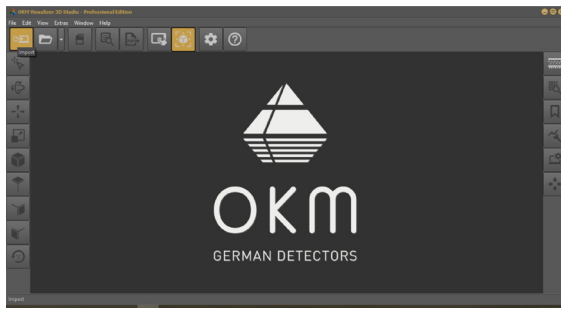 OKM Visualizer 3D Studio - Professional Edition
File Edit View Extras Window Help
Import
OKM
GERMAN DETECTORS
Import